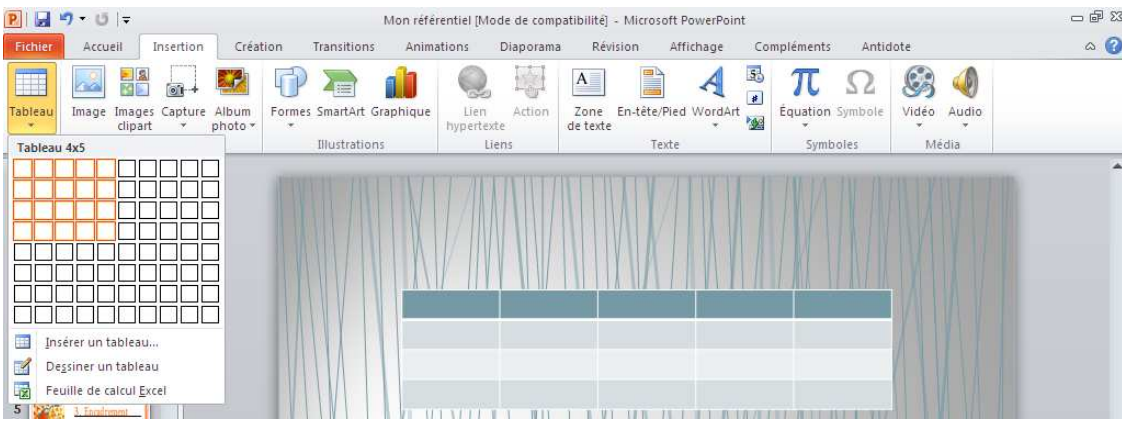 Mon référentiel [Mode de compatibilité] - Microsoft PowerPoint
Fichier Accueil Insertion Création Transitions Animations Diaporama Révision Affichage Compléments Antidote
Tableau Image Images clipart Capture Album photo Formes SmartArt Graphique Lien hypertexte Action Zone de texte En-tête/Pied WordArt Équation Symbole Vidéo Audio
Illustrations Liens Texte Symboles Média
Tableau 4x5
Insérer un tableau...
Dessiner un tableau
Feuille de calcul Excel
5 3. Encadrement